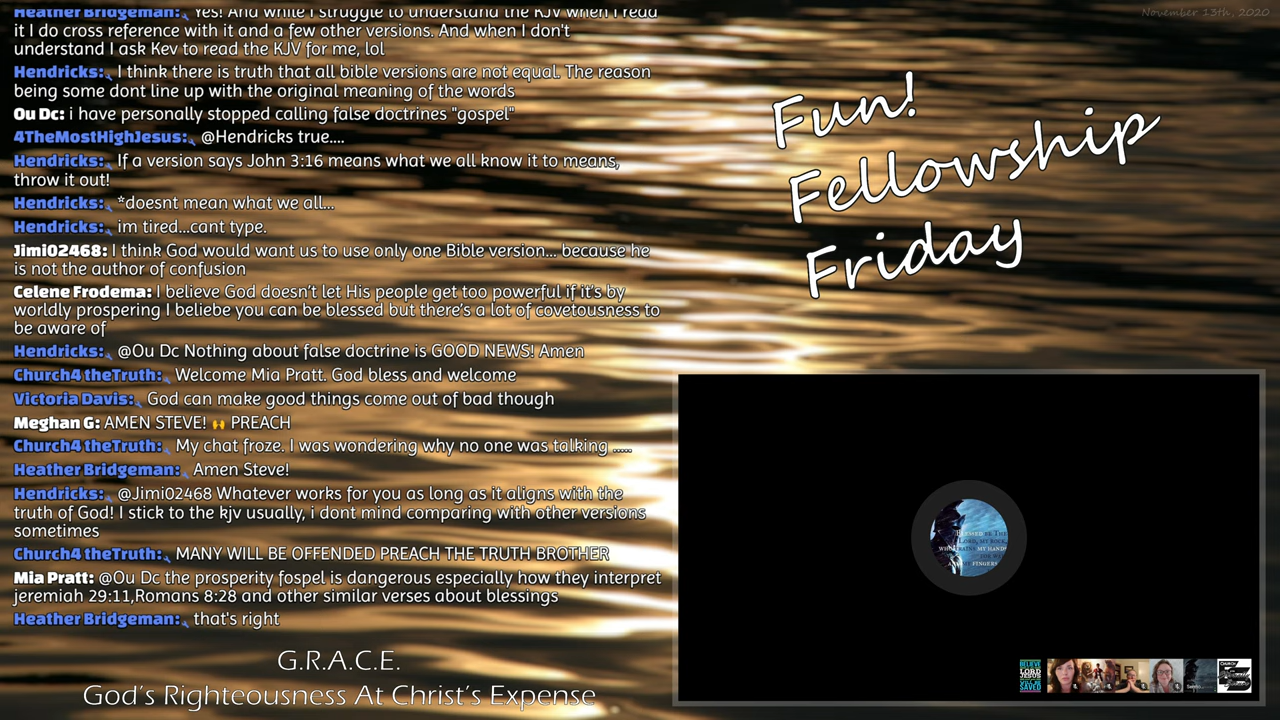 Heather Bridgeman: Yes! And while I struggle to understand the KJV when I read
it I do cross reference with it and a few other versions. And when I don't
understand I ask Kev to read the KJV for me, lol
Hendricks: I think there is truth that all bible versions are not equal. The reason
being some dont line up with the original meaning of the words
Ou Dc: i have personally stopped calling false doctrines "gospel"
4TheMostHighJesus: @Hendricks true....
Hendricks: If a version says John 3:16 means what we all know it to means,
throw it out!
Hendricks: *doesnt mean what we all...
Hendricks: im tired...cant type.
Jimi02468: I think God would want us to use only one Bible version... because he
is not the author of confusion
Celene Frodema: I believe God doesn't let His people get too powerful if it's by
worldly prospering I beliebe you can be blessed but there's a lot of covetousness to
be aware of
Hendricks: @Ou Dc Nothing about false doctrine is GOOD NEWS! Amen
Church4 theTruth: Welcome Mia Pratt. God bless and welcome
Victoria Davis: God can make good things come out of bad though
Meghan G: AMEN STEVE! 🙌 PREACH
Church4 theTruth: My chat froze. I was wondering why no one was talking .....
Heather Bridgeman: Amen Steve!
Hendricks: @Jimi02468 Whatever works for you as long as it aligns with the
truth of God! I stick to the kjv usually, i dont mind comparing with other versions
sometimes
Church4 theTruth: MANY WILL BE OFFENDED PREACH THE TRUTH BROTHER
Mia Pratt: @Ou Dc the prosperity fospel is dangerous especially how they interpret
jeremiah 29:11,Romans 8:28 and other similar verses about blessings
Heather Bridgeman: that's right
G.R.A.C.E.
God's Righteousness At Christ's Expense
November 13th, 2020
Fun!
Fellowship
Friday
BLESSED BE THE
LORD, MY ROCK,
MY HANDS
FINGERS
BELIEVE
LORD
JESUS
SAVED
CHURCH